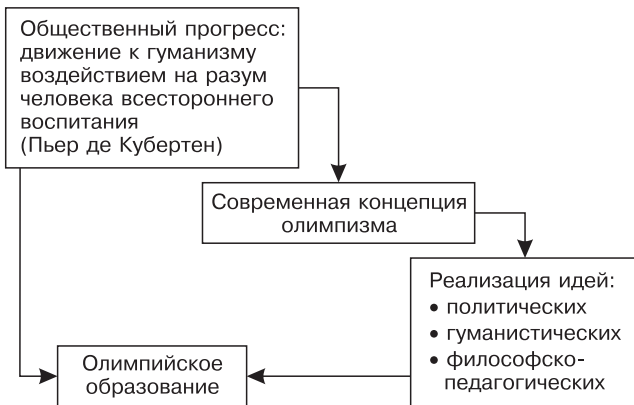 Общественный прогресс:
движение к гуманизму
воздействием на разум
человека всестороннего
воспитания
(Пьер де Кубертен)
Современная концепция
олимпизма
Реализация идей:
• политических
• гуманистических
• философско-
педагогических
Олимпийское
образование